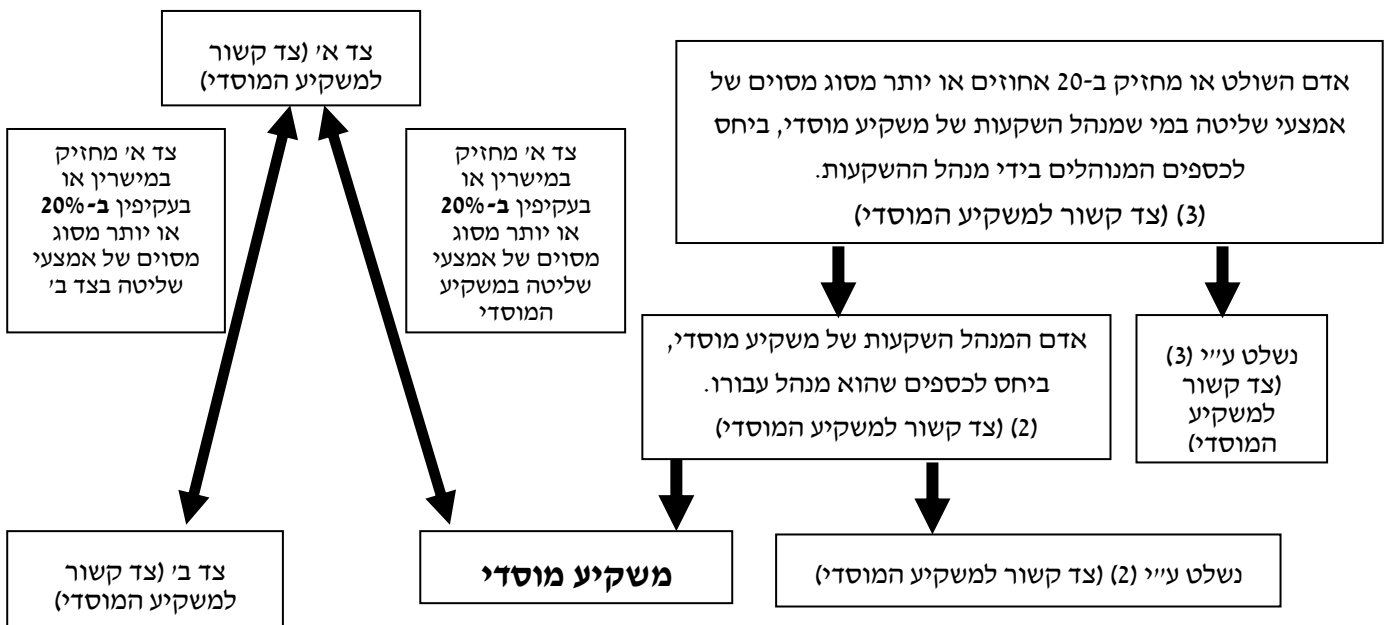 צד א' (צד קשור
למשקיע המוסדי)
אדם השולט או מחזיק ב-20 אחוזים או יותר מסוג מסוים של
אמצעי שליטה במי שמנהל השקעות של משקיע מוסדי, ביחס
לכספים המנוהלים בידי מנהל ההשקעות.
(3) (צד קשור למשקיע המוסדי)
צד א' מחזיק
במישרין או
בעקיפין ב-20%
או יותר מסוג
מסוים של אמצעי
שליטה במשקיע
המוסדי
צד א' מחזיק
במישרין או
בעקיפין ב-20%
או יותר מסוג
מסוים של אמצעי
שליטה בצד ב'
נשלט ע"י (3)
(צד קשור
למשקיע
המוסדי)
אדם המנהל השקעות של משקיע מוסדי,
ביחס לכספים שהוא מנהל עבורו.
(2) (צד קשור למשקיע המוסדי)
נשלט ע"י (2) (צד קשור למשקיע המוסדי)
משקיע מוסדי
צד ב' (צד קשור
למשקיע המוסדי)